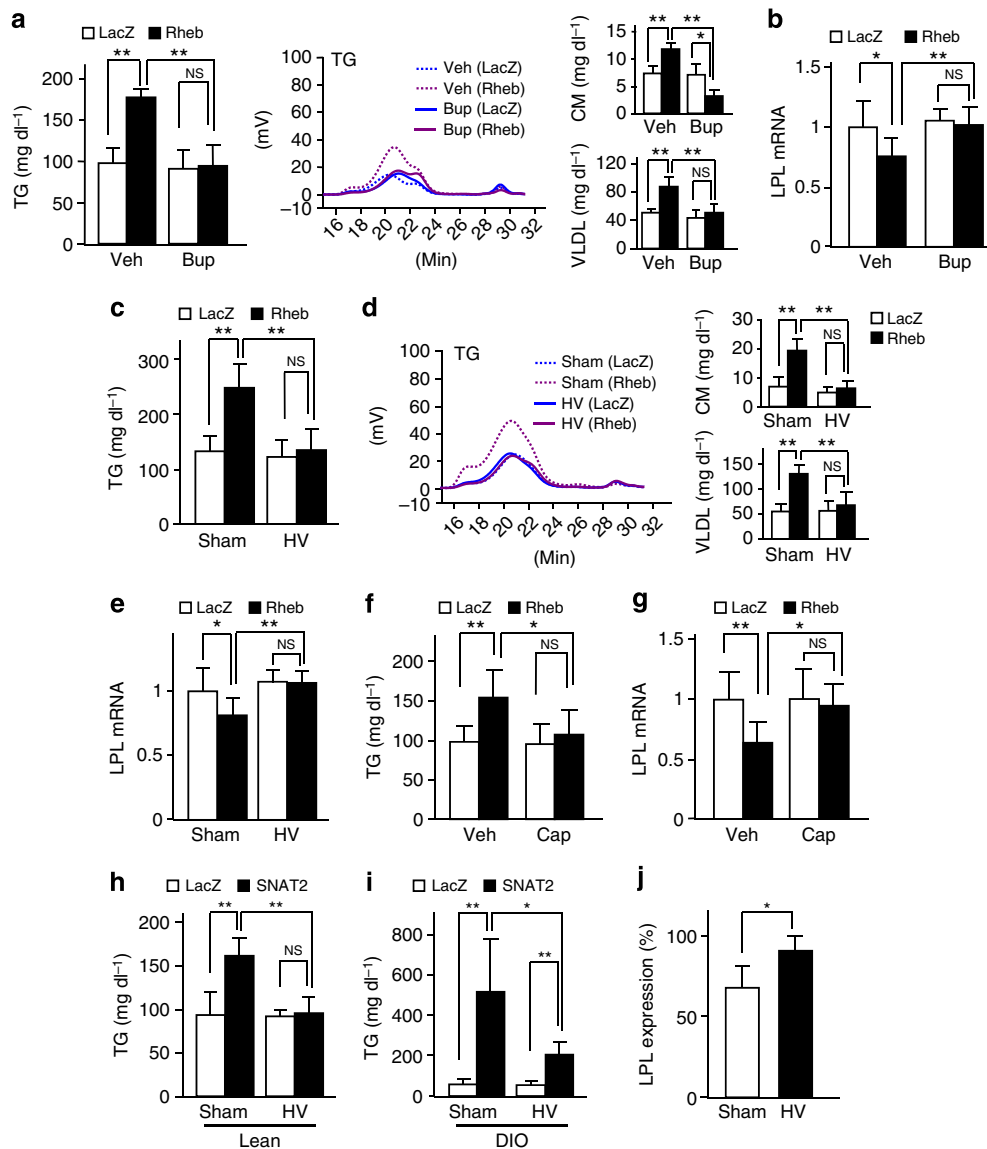 a
LacZ Rheb
** **
NS
TG (mg dl–1)
200
150
100
50
0
Veh Bup
TG
(mV)
100
80
60
40
20
0
–10
16 18 20 22 24 26 28 30 32
(Min)
Veh (LacZ)
Veh (Rheb)
Bup (LacZ)
Bup (Rheb)
** **
*
CM (mg dl–1)
15
10
5
0
Veh Bup
** **
NS
VLDL (mg dl–1)
120
80
40
0
Veh Bup
b
LacZ Rheb
* **
NS
LPL mRNA
1.5
1
0.5
0
Veh Bup
c
LacZ Rheb
** **
NS
TG (mg dl–1)
300
200
100
0
Sham HV
d
TG
(mV)
100
80
60
40
20
0
–10
16 18 20 22 24 26 28 30 32
(Min)
Sham (LacZ)
Sham (Rheb)
HV (LacZ)
HV (Rheb)
** **
NS
CM (mg dl–1)
30
20
10
0
Sham HV
LacZ
Rheb
** **
NS
VLDL (mg dl–1)
150
100
50
0
Sham HV
e
LacZ Rheb
* **
NS
LPL mRNA
1
0.5
0
Sham HV
f
LacZ Rheb
** *
NS
TG (mg dl–1)
200
150
100
50
0
Veh Cap
g
LacZ Rheb
** *
NS
LPL mRNA
1.5
1
0.5
0
Veh Cap
h
LacZ SNAT2
** **
NS
TG (mg dl–1)
200
150
100
50
0
Sham HV
Lean
i
LacZ SNAT2
** *
**
TG (mg dl–1)
800
600
400
200
0
Sham HV
DIO
j
*
LPL expression (%)
100
50
0
Sham HV